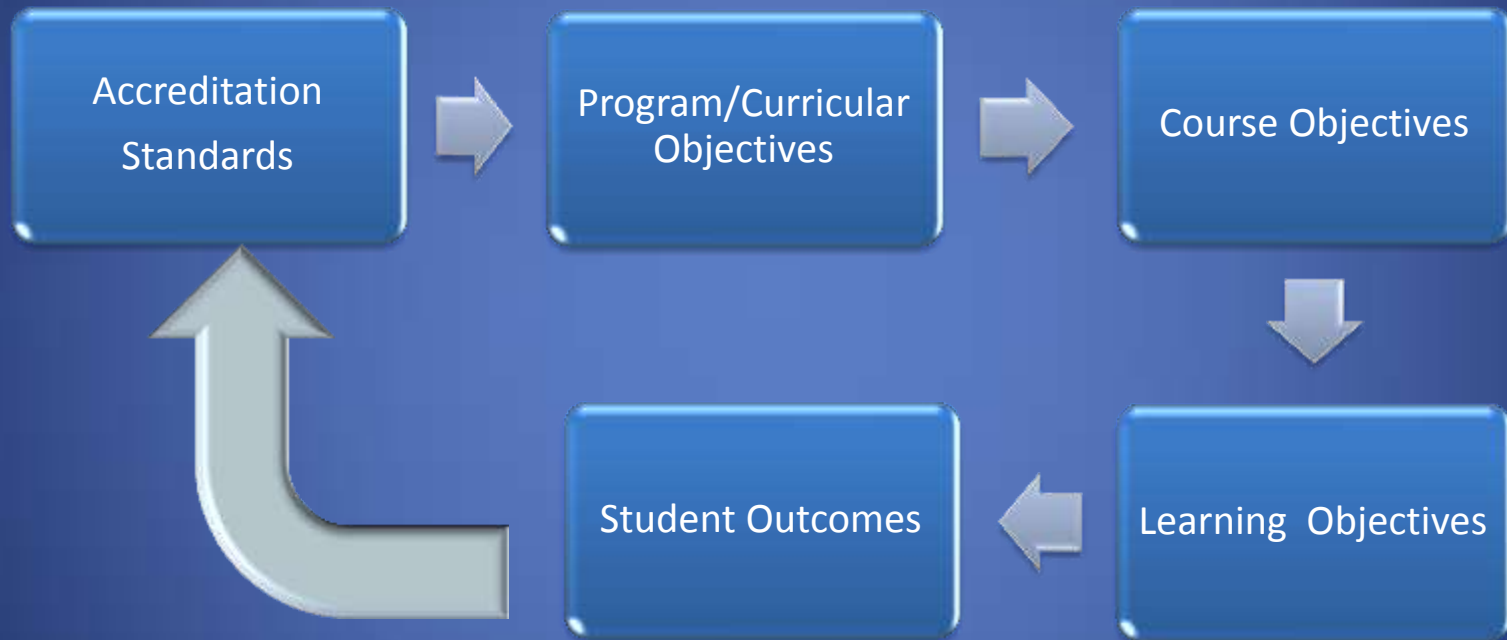 Accreditation
Standards
Program/Curricular
Objectives
Course Objectives
Learning  Objectives
Student Outcomes